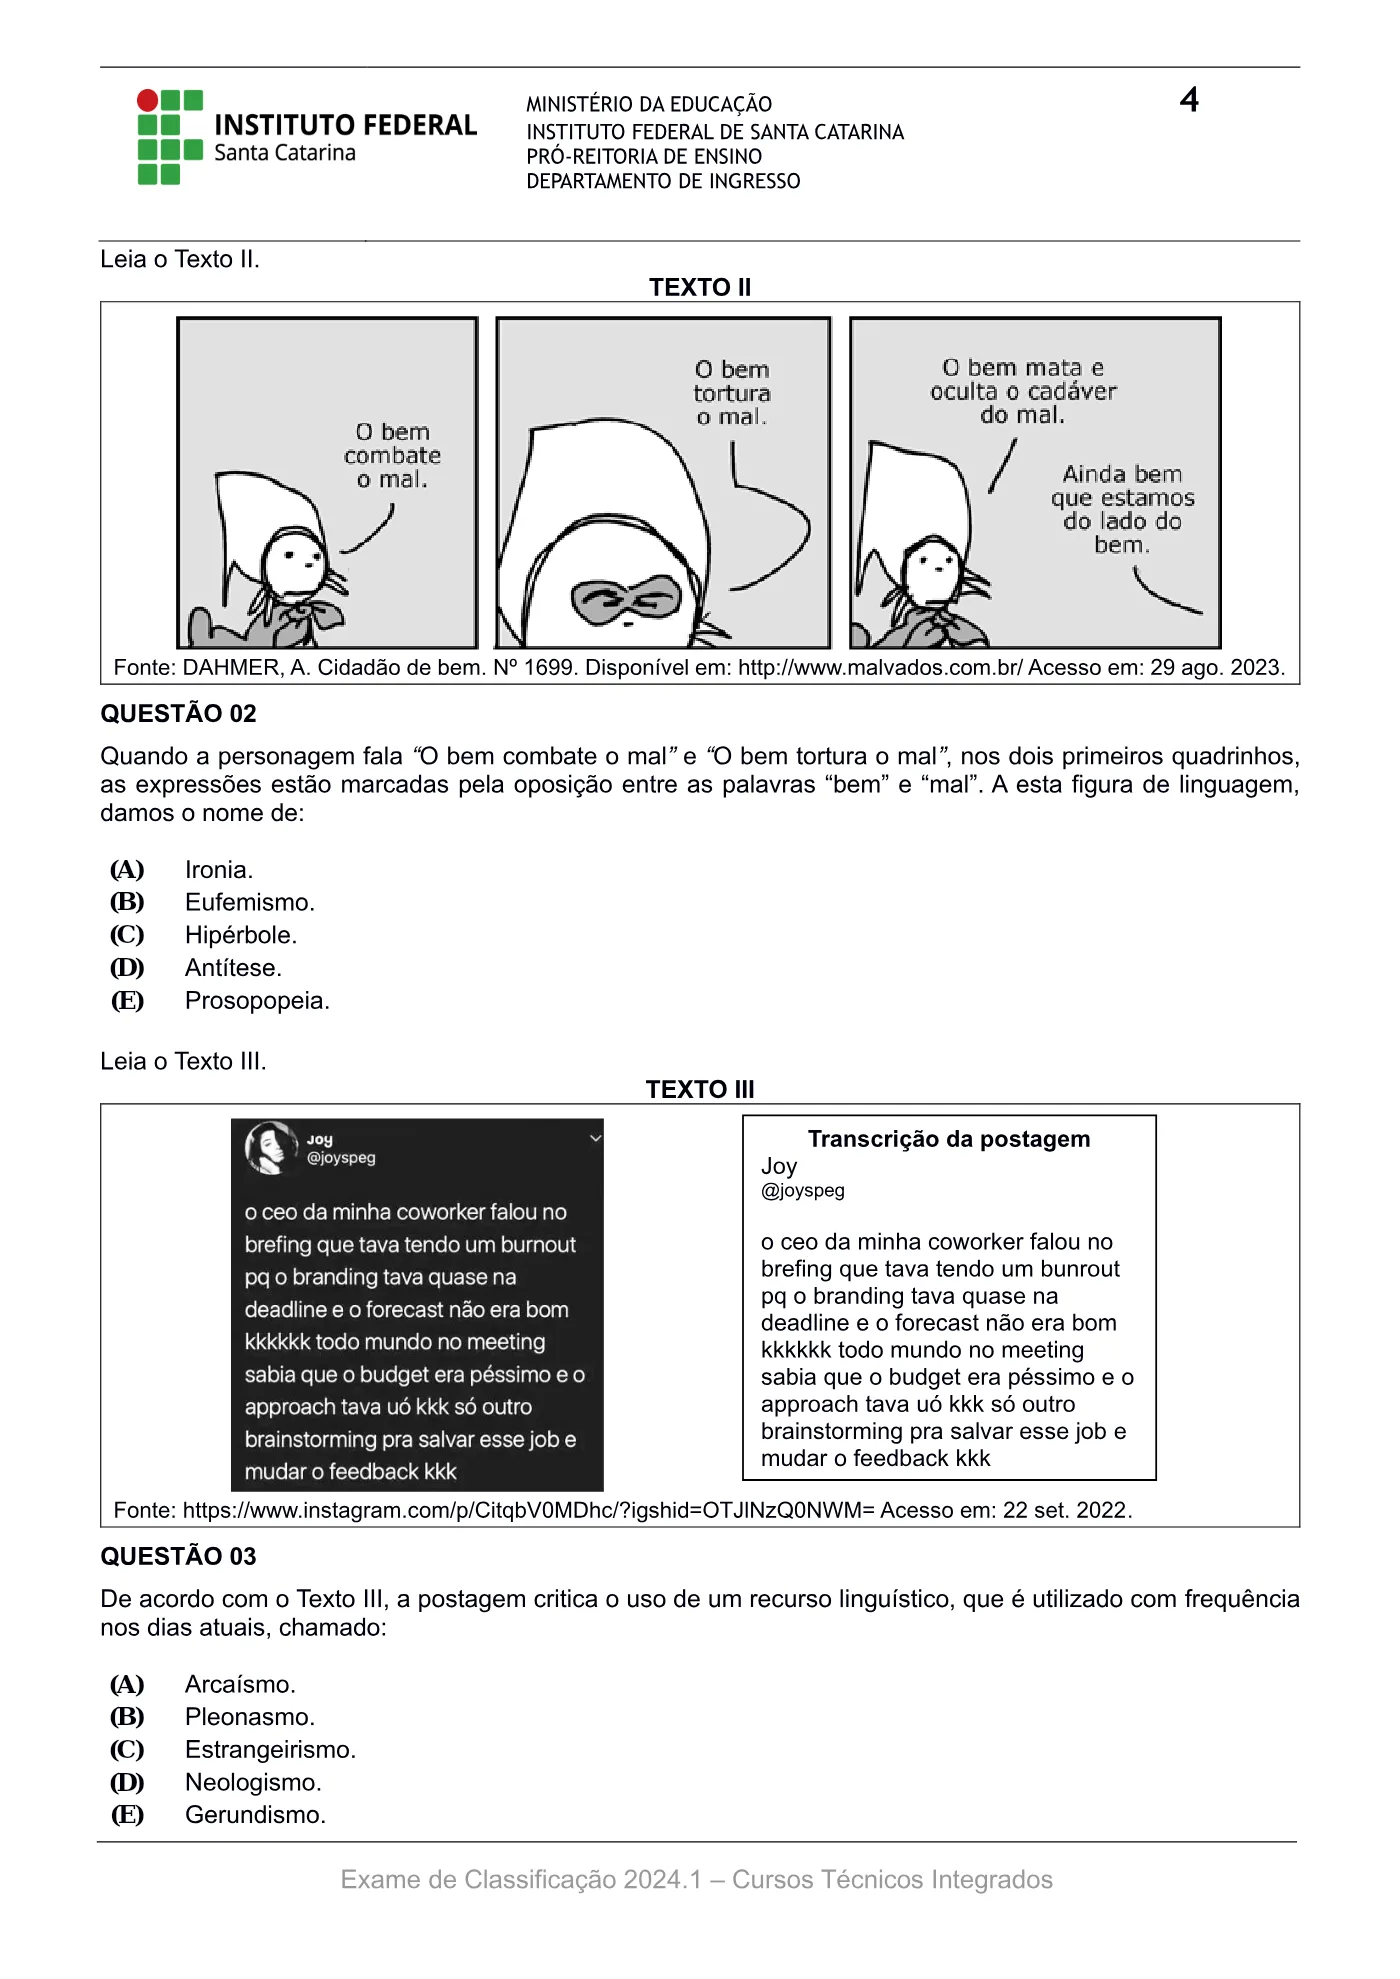 INSTITUTO FEDERAL
Santa Catarina
MINISTÉRIO DA EDUCAÇÃO
INSTITUTO FEDERAL DE SANTA CATARINA
PRÓ-REITORIA DE ENSINO
DEPARTAMENTO DE INGRESSO
4
Leia o Texto II.
TEXTO II
O bem
combate
o mal.
O bem
tortura
o mal.
O bem mata e
oculta o cadáver
do mal.
Ainda bem
que estamos
do lado do
bem.
Fonte: DAHMER, A. Cidadão de bem. Nº 1699. Disponível em: http://www.malvados.com.br/ Acesso em: 29 ago. 2023.
QUESTÃO 02
Quando a personagem fala “O bem combate o mal” e “O bem tortura o mal”, nos dois primeiros quadrinhos,
as expressões estão marcadas pela oposição entre as palavras “bem” e “mal”. A esta figura de linguagem,
damos o nome de:
(A) Ironia.
(B) Eufemismo.
(C) Hipérbole.
(D) Antítese.
(E) Prosopopeia.
Leia o Texto III.
TEXTO III
Joy
@joyspeg
o ceo da minha coworker falou no
brefing que tava tendo um burnout
pq o branding tava quase na
deadline e o forecast não era bom
kkkkkk todo mundo no meeting
sabia que o budget era péssimo e o
approach tava uó kkk só outro
brainstorming pra salvar esse job e
mudar o feedback kkk
Transcrição da postagem
Joy
@joyspeg
o ceo da minha coworker falou no
brefing que tava tendo um bunrout
pq o branding tava quase na
deadline e o forecast não era bom
kkkkkk todo mundo no meeting
sabia que o budget era péssimo e o
approach tava uó kkk só outro
brainstorming pra salvar esse job e
mudar o feedback kkk
Fonte: https://www.instagram.com/p/CitqbV0MDhc/?igshid=OTJlNzQ0NWM= Acesso em: 22 set. 2022.
QUESTÃO 03
De acordo com o Texto III, a postagem critica o uso de um recurso linguístico, que é utilizado com frequência
nos dias atuais, chamado:
(A) Arcaísmo.
(B) Pleonasmo.
(C) Estrangeirismo.
(D) Neologismo.
(E) Gerundismo.
Exame de Classificação 2024.1 – Cursos Técnicos Integrados